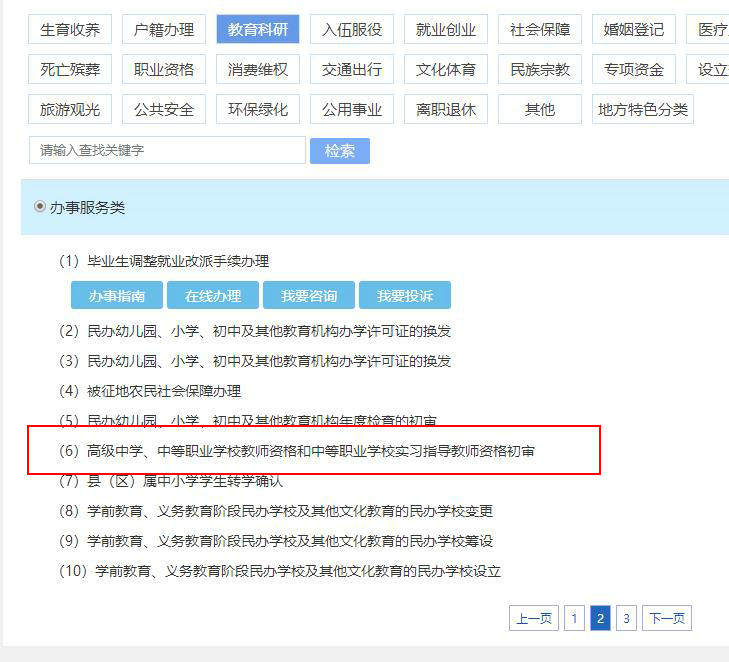 生育收养 户籍办理 教育科研 入伍服役 就业创业 社会保障 婚姻登记 医疗
死亡殡葬 职业资格 消费维权 交通出行 文化体育 民族宗教 专项资金 设立
旅游观光 公共安全 环保绿化 公用事业 离职退休 其他 地方特色分类
请输入查找关键字 检索
办事服务类
(1) 毕业生调整就业改派手续办理
办事指南 在线办理 我要咨询 我要投诉
(2) 民办幼儿园、小学、初中及其他教育机构办学许可证的换发
(3) 民办幼儿园、小学、初中及其他教育机构办学许可证的换发
(4) 被征地农民社会保障办理
(5) 民办幼儿园、小学、初中及其他教育机构年度检查的初审
(6) 高级中学、中等职业学校教师资格和中等职业学校实习指导教师资格初审
(7) 县（区）属中小学学生转学确认
(8) 学前教育、义务教育阶段民办学校及其他文化教育的民办学校变更
(9) 学前教育、义务教育阶段民办学校及其他文化教育的民办学校筹设
(10) 学前教育、义务教育阶段民办学校及其他文化教育的民办学校设立
上一页 1 2 3 下一页